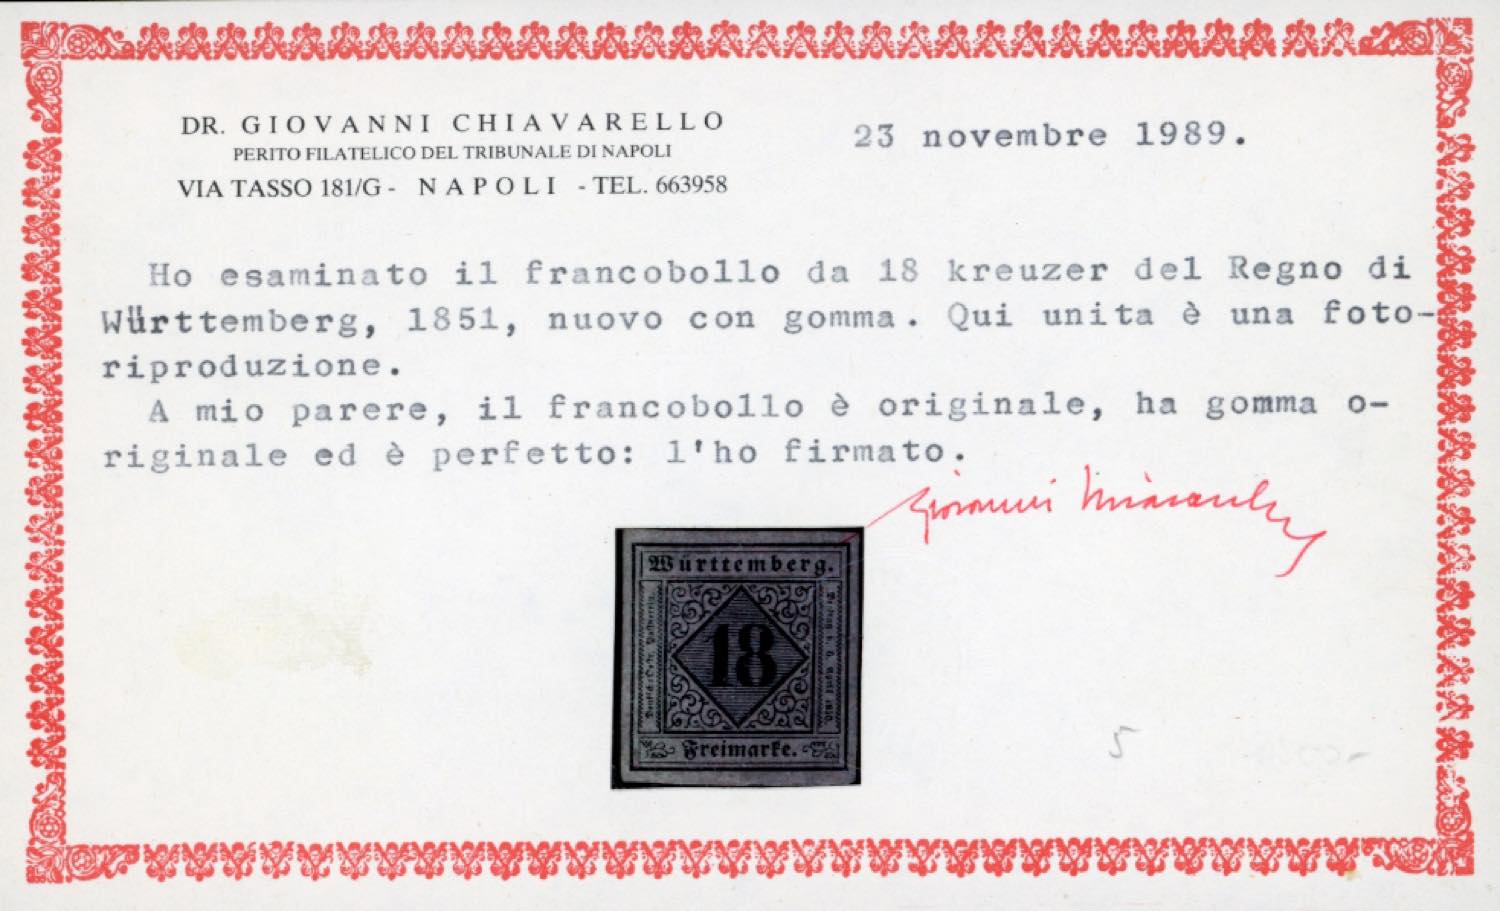 DR. GIOVANNI CHIAVARELLO
PERITO FILATELICO DEL TRIBUNALE DI NAPOLI
VIA TASSO 181/G - NAPOLI - TEL. 663958
23 novembre 1989.
Ho esaminato il francobollo da 18 kreuzer del Regno di
Württemberg, 1851, nuovo con gomma. Qui unita è una foto-
riproduzione.
A mio parere, il francobollo è originale, ha gomma o-
riginale ed è perfetto: l'ho firmato.
Giovanni Chiavarello
Württemberg.
18
Freimarke.
5